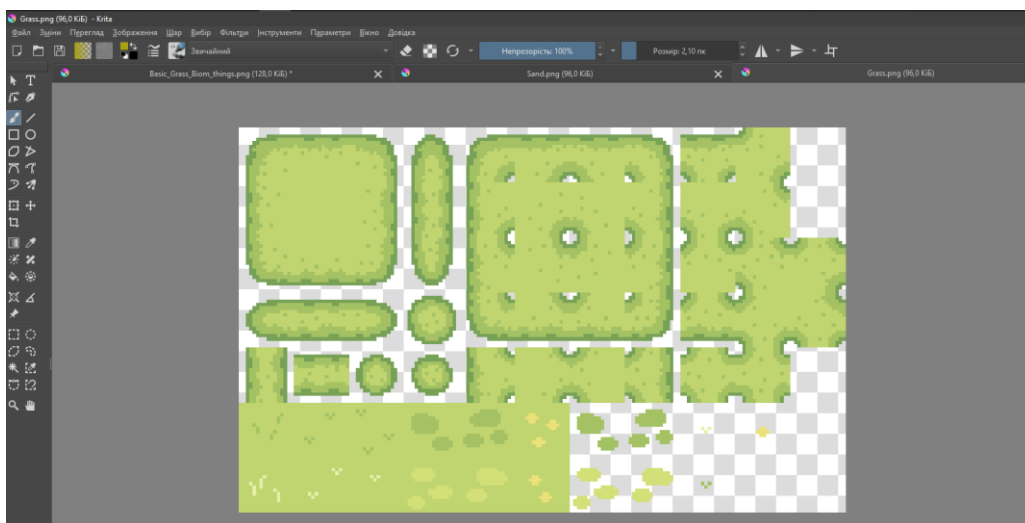 Grass.png (96,0 КіБ) – Krita
Файл Зміни Перегляд Зображення Шар Вибір Фільтри Інструменти Параметри Вікно Довідка
Звичайний Непрозорість: 100% Розмір: 2,10 пк
Basic_Grass_Biom_things.png (128,0 КіБ) * Sand.png (96,0 КіБ) Grass.png (96,0 КіБ)